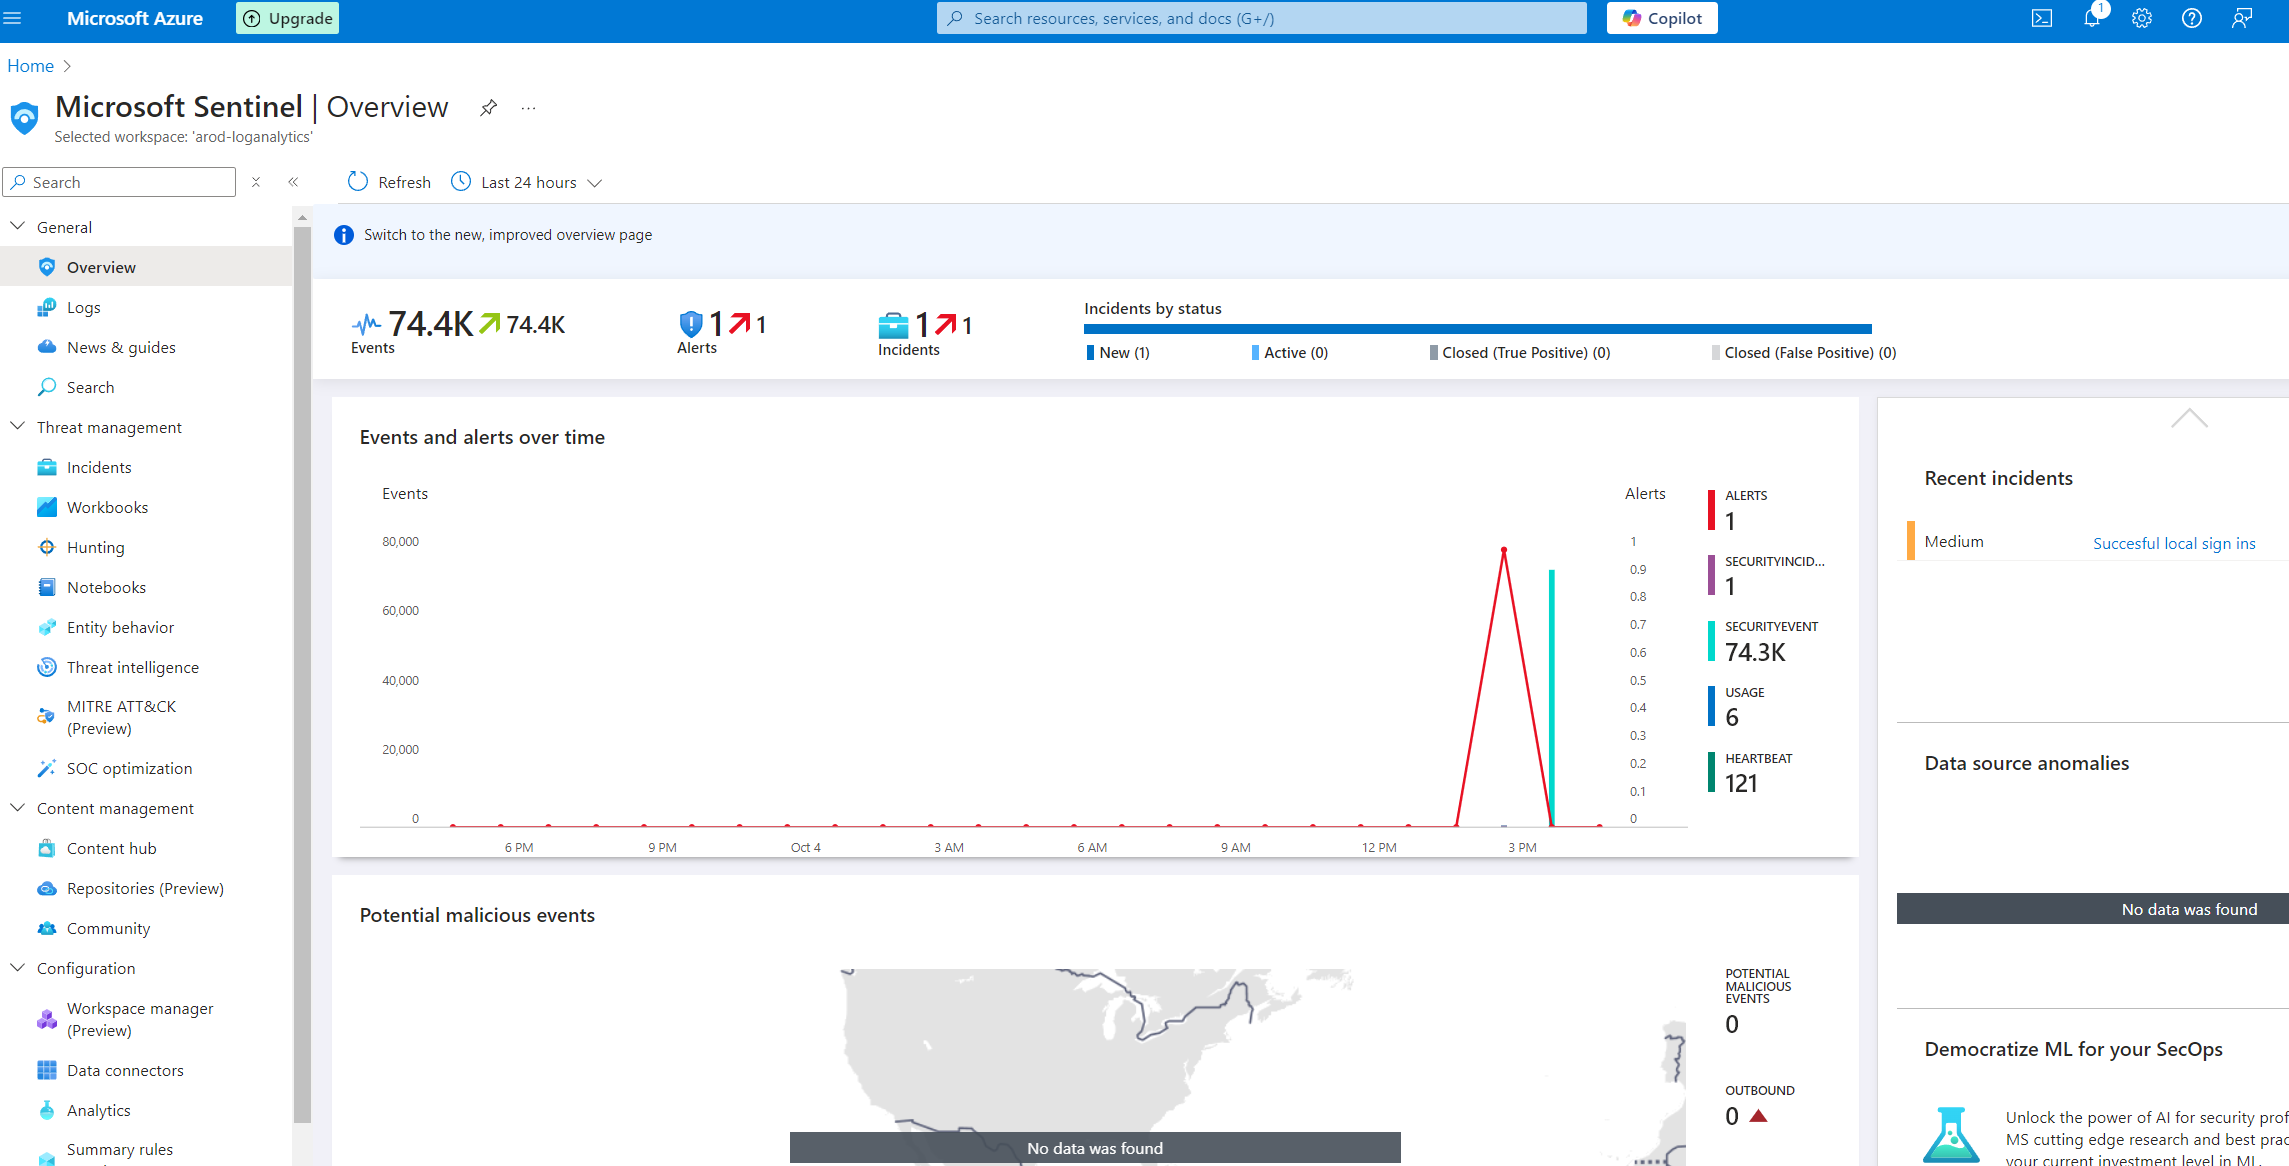 Microsoft Azure
Upgrade
Search resources, services, and docs (G+/)
Copilot
1
Home
Microsoft Sentinel | Overview
...
Selected workspace: 'arod-loganalytics'
Search
Refresh
Last 24 hours
General
Overview
Logs
News & guides
Search
Threat management
Incidents
Workbooks
Hunting
Notebooks
Entity behavior
Threat intelligence
MITRE ATT&CK
(Preview)
SOC optimization
Content management
Content hub
Repositories (Preview)
Community
Configuration
Workspace manager
(Preview)
Data connectors
Analytics
Summary rules
Switch to the new, improved overview page
74.4K 74.4K
Events
1 1
Alerts
1 1
Incidents
Incidents by status
New (1)
Active (0)
Closed (True Positive) (0)
Closed (False Positive) (0)
Events and alerts over time
Events
80,000
60,000
40,000
20,000
0
Alerts
1
0.9
0.8
0.7
0.6
0.5
0.4
0.3
0.2
0.1
0
6 PM
9 PM
Oct 4
3 AM
6 AM
9 AM
12 PM
3 PM
ALERTS
1
SECURITYINCID...
1
SECURITYEVENT
74.3K
USAGE
6
HEARTBEAT
121
Potential malicious events
No data was found
POTENTIAL
MALICIOUS
EVENTS
0
OUTBOUND
0
Recent incidents
Medium
Succesful local sign ins
Data source anomalies
No data was found
Democratize ML for your SecOps
Unlock the power of AI for security prof
MS cutting edge research and best prac
your current investment level in ML.